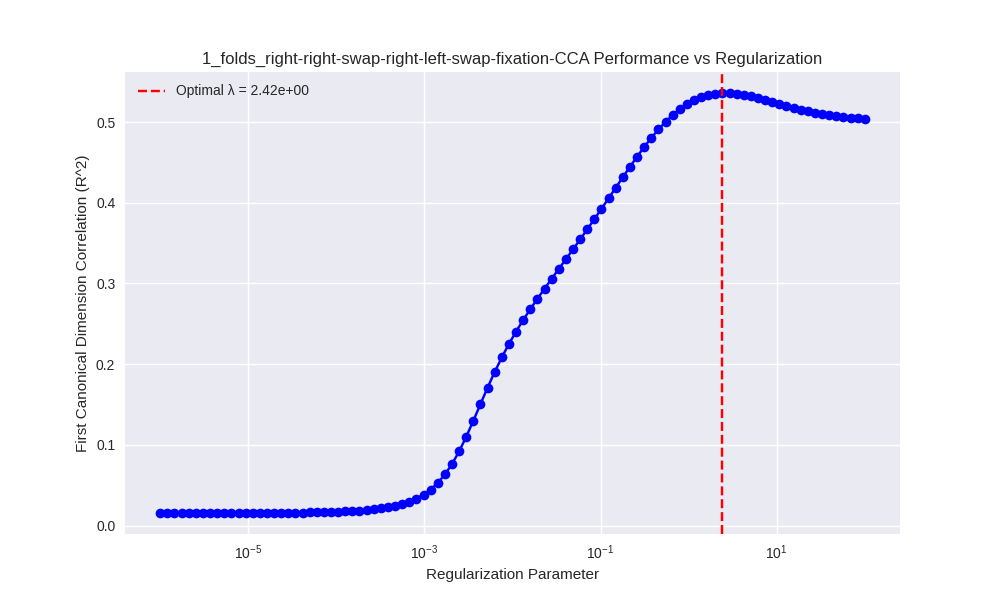 1_folds_right-right-swap-right-left-swap-fixation-CCA Performance vs Regularization
Optimal λ = 2.42e+00
First Canonical Dimension Correlation (R^2)
0.5
0.4
0.3
0.2
0.1
0.0
10⁻⁵
10⁻³
10⁻¹
10¹
Regularization Parameter